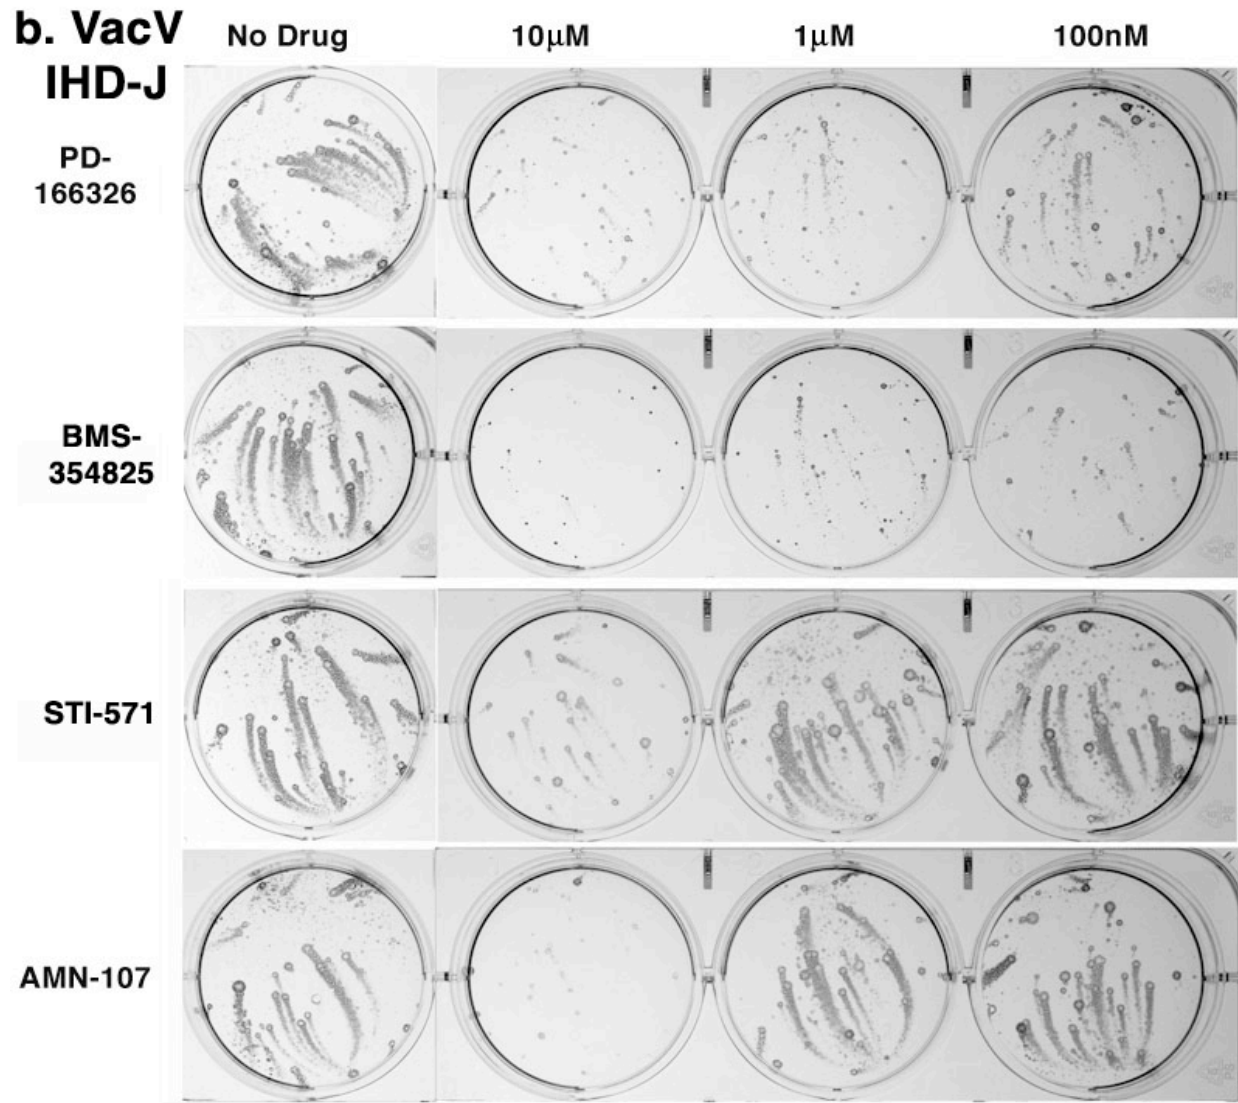 b. VacV
IHD-J
No Drug 10μM 1μM 100nM
PD-
166326
BMS-
354825
STI-571
AMN-107